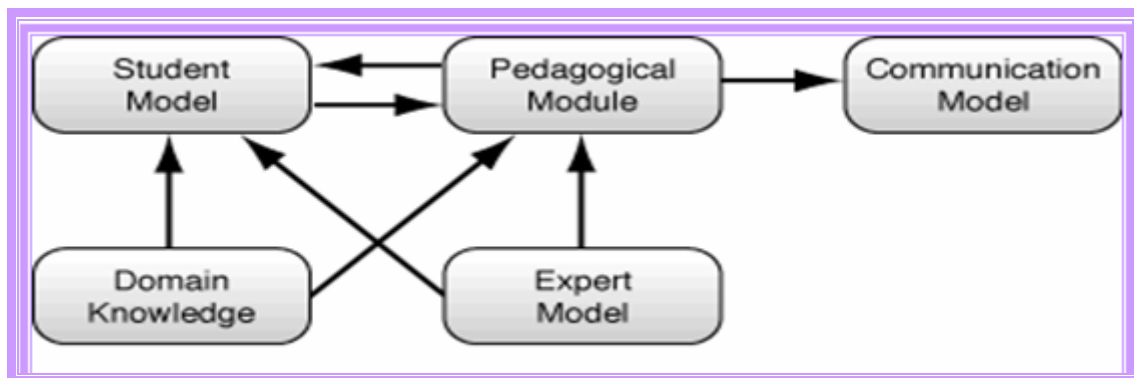 Student
Model
Pedagogical
Module
Communication
Model
Domain
Knowledge
Expert
Model